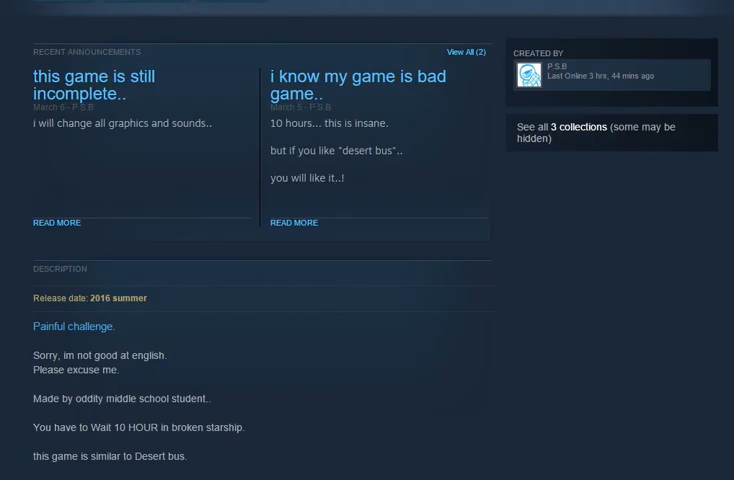 RECENT ANNOUNCEMENTS
View All (2)
this game is still
incomplete..
March 6 - P.S.B
i will change all graphics and sounds..
READ MORE
i know my game is bad
game..
March 5 - P.S.B
10 hours... this is insane.
but if you like "desert bus"..
you will like it..!
READ MORE
CREATED BY
P.S.B
Last Online 3 hrs, 44 mins ago
See all 3 collections (some may be
hidden)
DESCRIPTION
Release date: 2016 summer
Painful challenge.
Sorry, im not good at english.
Please excuse me.
Made by oddity middle school student..
You have to Wait 10 HOUR in broken starship.
this game is similar to Desert bus.